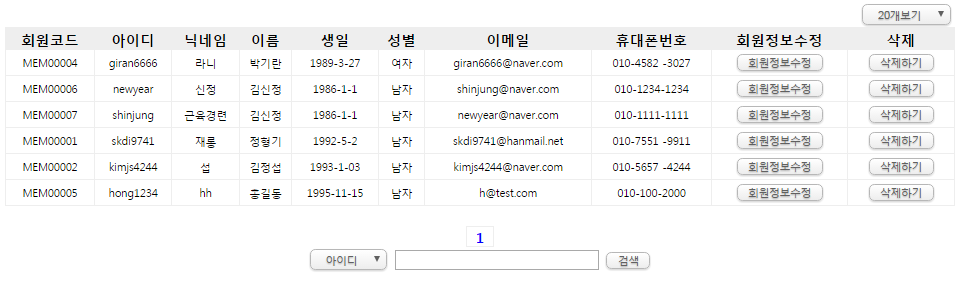 20개보기
회원코드 아이디 닉네임 이름 생일 성별 이메일 휴대폰번호 회원정보수정 삭제
MEM00004 giran6666 라니 박기란 1989-3-27 여자 giran6666@naver.com 010-4582 -3027 회원정보수정 삭제하기
MEM00006 newyear 신정 김신정 1986-1-1 남자 shinjung@naver.com 010-1234-1234 회원정보수정 삭제하기
MEM00007 shinjung 근육경련 김신정 1986-1-1 남자 newyear@naver.com 010-1111-1111 회원정보수정 삭제하기
MEM00001 skdi9741 재롱 정형기 1992-5-2 남자 skdi9741@hanmail.net 010-7551 -9911 회원정보수정 삭제하기
MEM00002 kimjs4244 섭 김정섭 1993-1-03 남자 kimjs4244@naver.com 010-5657 -4244 회원정보수정 삭제하기
MEM00005 hong1234 hh 홍길동 1995-11-15 남자 h@test.com 010-100-2000 회원정보수정 삭제하기
1
아이디 검색